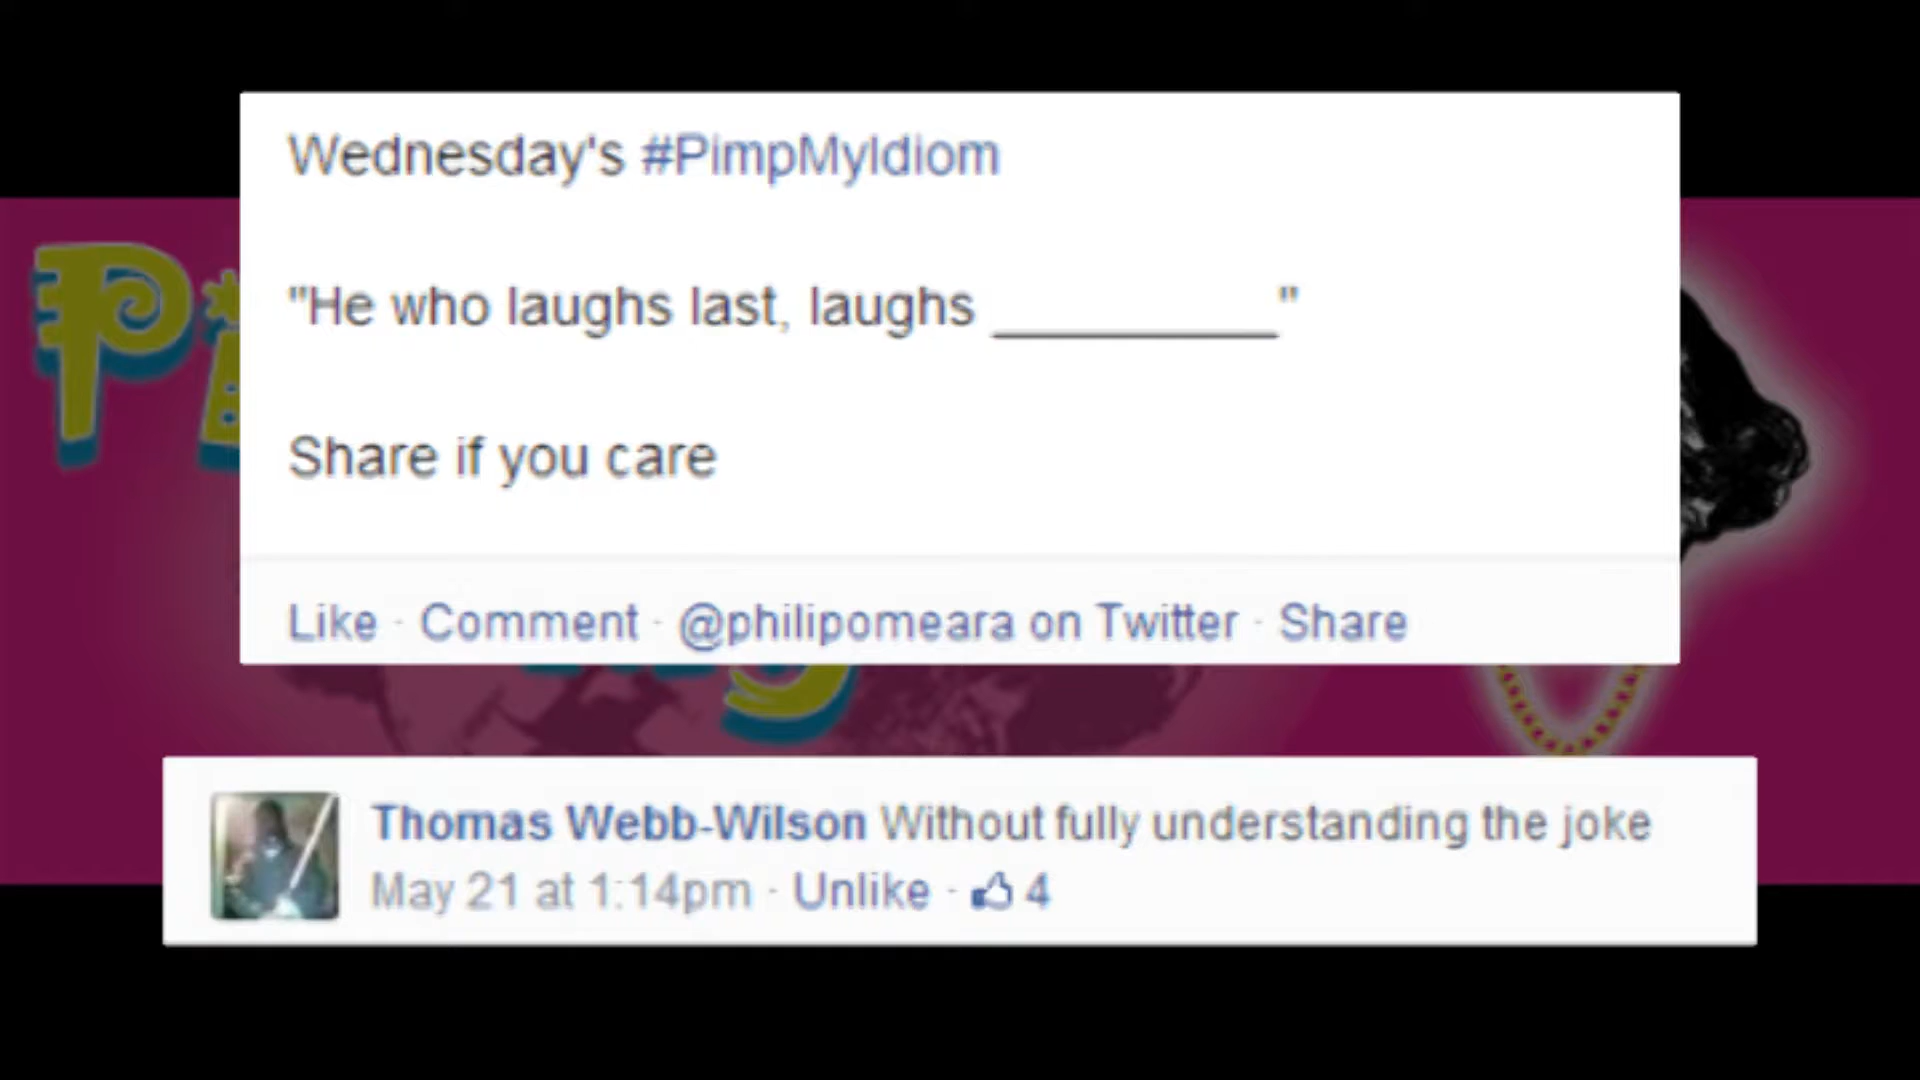 Wednesday's #PimpMyIdiom
"He who laughs last, laughs ___________"
Share if you care
Like · Comment · @philipomeara on Twitter · Share
Thomas Webb-Wilson Without fully understanding the joke
May 21 at 1:14pm · Unlike · 4